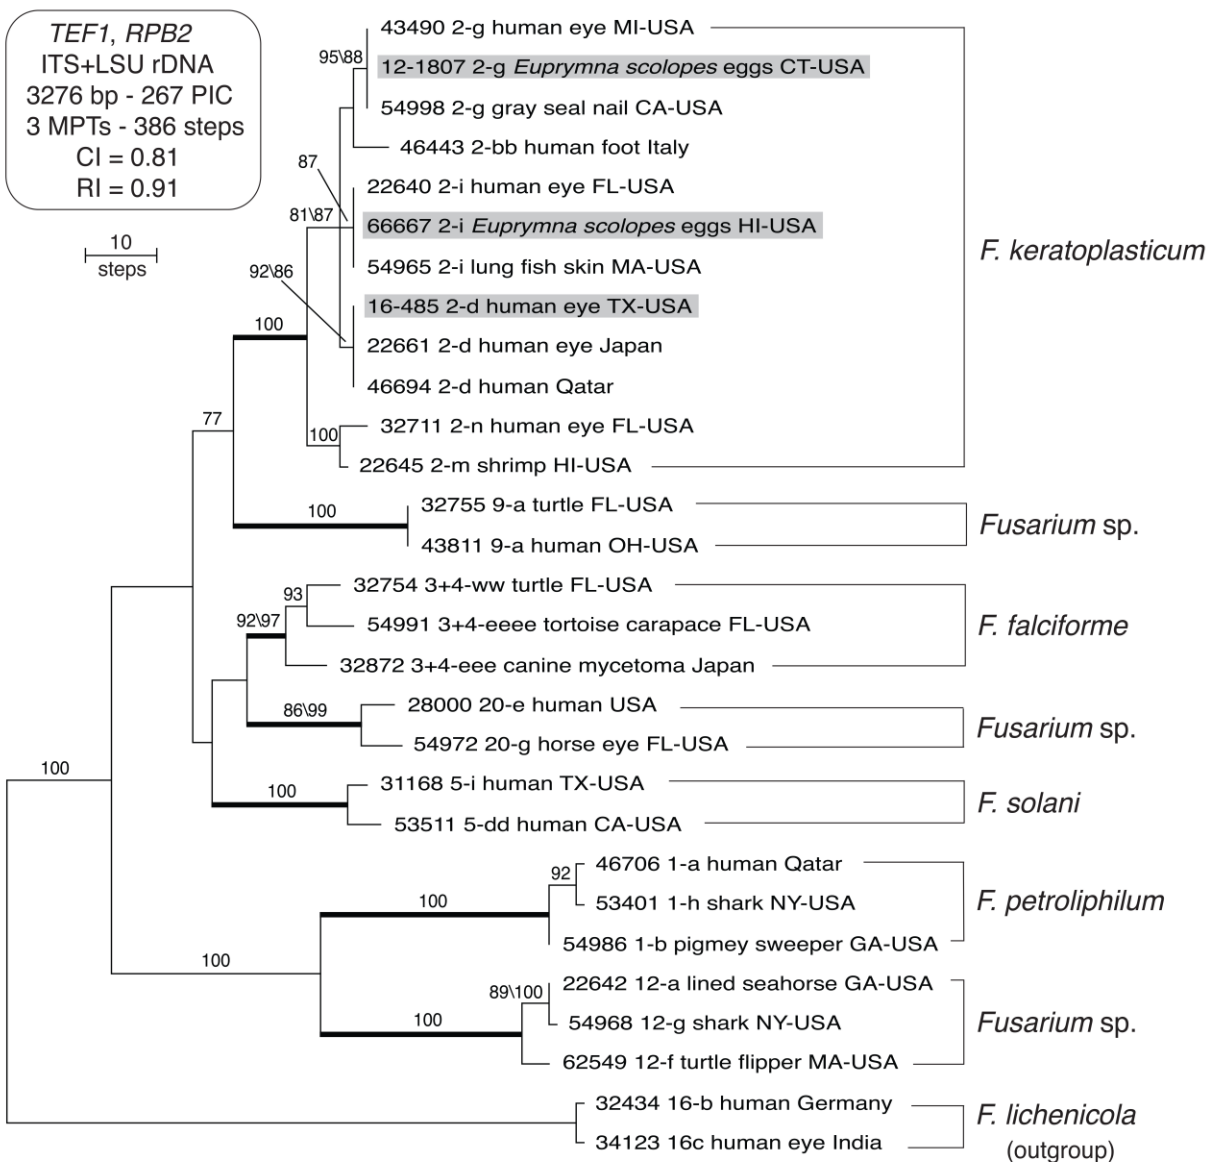 TEF1, RPB2
ITS+LSU rDNA
3276 bp - 267 PIC
3 MPTs - 386 steps
CI = 0.81
RI = 0.91
10
steps
43490 2-g human eye MI-USA
95\88
12-1807 2-g Euprymna scolopes eggs CT-USA
54998 2-g gray seal nail CA-USA
46443 2-bb human foot Italy
87
22640 2-i human eye FL-USA
81\87
66667 2-i Euprymna scolopes eggs HI-USA
F. keratoplasticum
54965 2-i lung fish skin MA-USA
92\86
16-485 2-d human eye TX-USA
100
22661 2-d human eye Japan
46694 2-d human Qatar
77
32711 2-n human eye FL-USA
100
22645 2-m shrimp HI-USA
32755 9-a turtle FL-USA
100
Fusarium sp.
43811 9-a human OH-USA
32754 3+4-ww turtle FL-USA
93
92\97
54991 3+4-eeee tortoise carapace FL-USA
F. falciforme
32872 3+4-eee canine mycetoma Japan
28000 20-e human USA
86\99
Fusarium sp.
54972 20-g horse eye FL-USA
100
31168 5-i human TX-USA
100
F. solani
53511 5-dd human CA-USA
46706 1-a human Qatar
92
100
53401 1-h shark NY-USA
F. petroliphilum
54986 1-b pigmey sweeper GA-USA
100
22642 12-a lined seahorse GA-USA
89\100
100
54968 12-g shark NY-USA
Fusarium sp.
62549 12-f turtle flipper MA-USA
32434 16-b human Germany
F. lichenicola
34123 16c human eye India
(outgroup)